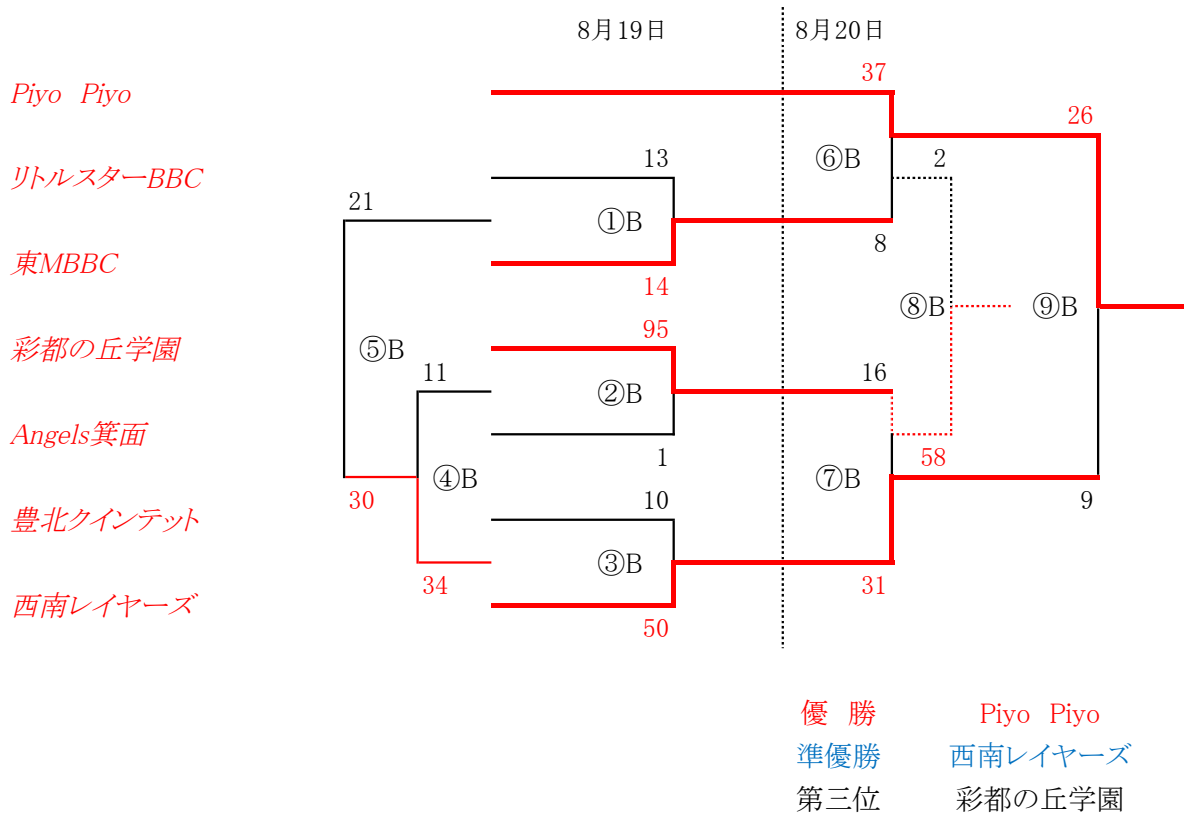 8月19日 8月20日
37
Piyo Piyo
26
13 2
⑥B
リトルスターBBC
21
①B
8
東MBBC
14
⑧B ⑨B
95
彩都の丘学園
⑤B
11 16
②B
Angels箕面
1 58
④B ⑦B
30 10 9
豊北クインテット
③B
34 31
西南レイヤーズ
50
優 勝 Piyo Piyo
準優勝 西南レイヤーズ
第三位 彩都の丘学園